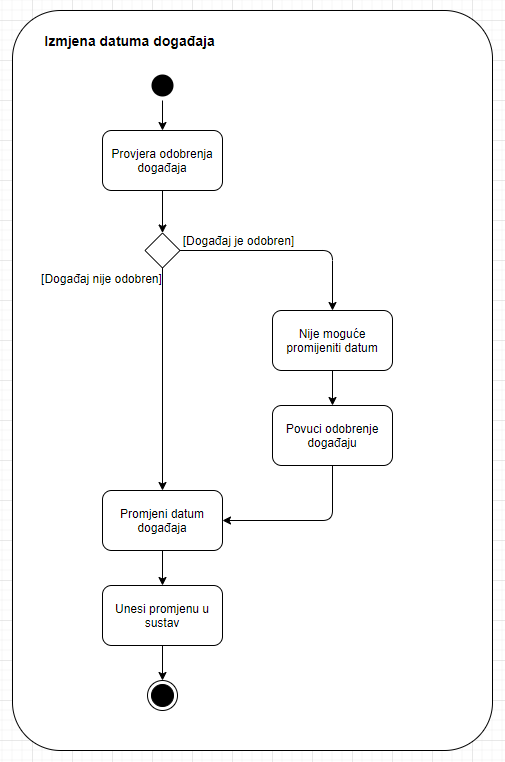 Izmjena datuma događaja
Provjera odobrenja
događaja
[Događaj je odobren]
[Događaj nije odobren]
Nije moguće
promijeniti datum
Povuci odobrenje
događaju
Promjeni datum
događaja
Unesi promjenu u
sustav